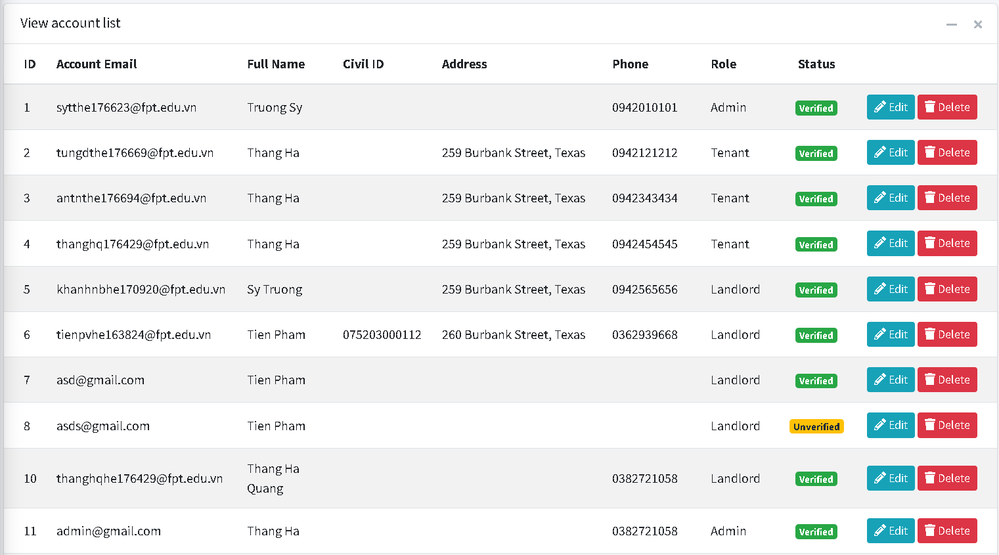 View account list
ID Account Email Full Name Civil ID Address Phone Role Status
1 sytthe176623@fpt.edu.vn Truong Sy 0942010101 Admin Verified Edit Delete
2 tungdthe176669@fpt.edu.vn Thang Ha 259 Burbank Street, Texas 0942121212 Tenant Verified Edit Delete
3 antnthe176694@fpt.edu.vn Thang Ha 259 Burbank Street, Texas 0942343434 Tenant Verified Edit Delete
4 thanghq176429@fpt.edu.vn Thang Ha 259 Burbank Street, Texas 0942454545 Tenant Verified Edit Delete
5 khanhnbhe170920@fpt.edu.vn Sy Truong 259 Burbank Street, Texas 0942565656 Landlord Verified Edit Delete
6 tienpvhe163824@fpt.edu.vn Tien Pham 075203000112 260 Burbank Street, Texas 0362939668 Landlord Verified Edit Delete
7 asd@gmail.com Tien Pham Landlord Verified Edit Delete
8 asds@gmail.com Tien Pham Landlord Unverified Edit Delete
10 thanghqhe176429@fpt.edu.vn Thang Ha Quang 0382721058 Landlord Verified Edit Delete
11 admin@gmail.com Thang Ha 0382721058 Admin Verified Edit Delete